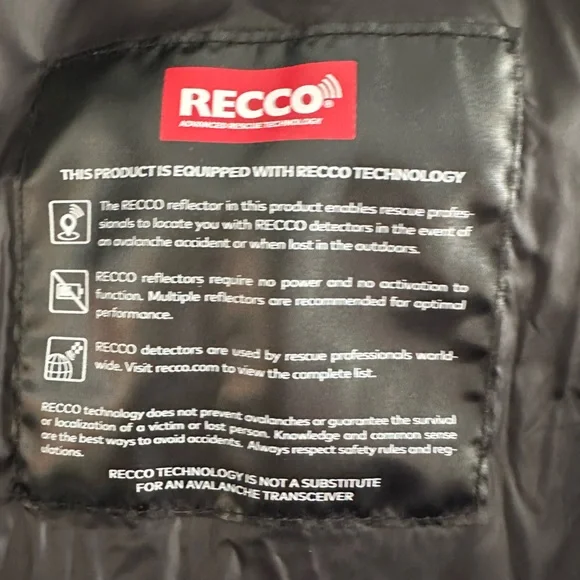 RECCO®
ADVANCED RESCUE TECHNOLOGY
THIS PRODUCT IS EQUIPPED WITH RECCO TECHNOLOGY
The RECCO reflector in this product enables rescue profes-
sionals to locate you with RECCO detectors in the event of
an avalanche accident or when lost in the outdoors.
RECCO reflectors require no power and no activation to
function. Multiple reflectors are recommended for optimal
performance.
RECCO detectors are used by rescue professionals world-
wide. Visit recco.com to view the complete list.
RECCO technology does not prevent avalanches or guarantee the survival
or localization of a victim or lost person. Knowledge and common sense
are the best ways to avoid accidents. Always respect safety rules and reg-
ulations.
RECCO TECHNOLOGY IS NOT A SUBSTITUTE
FOR AN AVALANCHE TRANSCEIVER